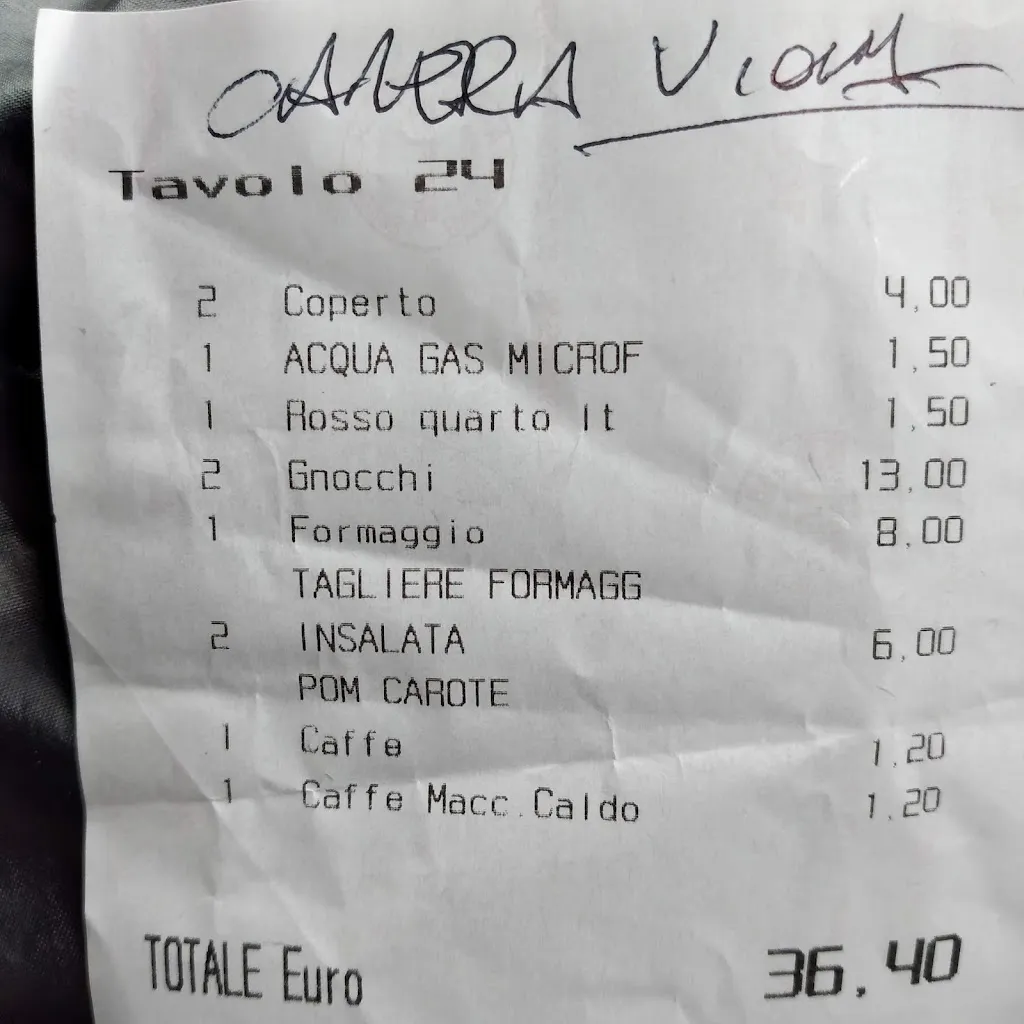 CAMERA VIOLA
Tavolo 24
2 Coperto 4,00
1 ACQUA GAS MICROF 1,50
1 Rosso quarto lt 1,50
2 Gnocchi 13,00
1 Formaggio 8,00
TAGLIERE FORMAGG
2 INSALATA 6,00
POM CAROTE
1 Caffe 1,20
1 Caffe Macc.Caldo 1,20
TOTALE Euro 36,40